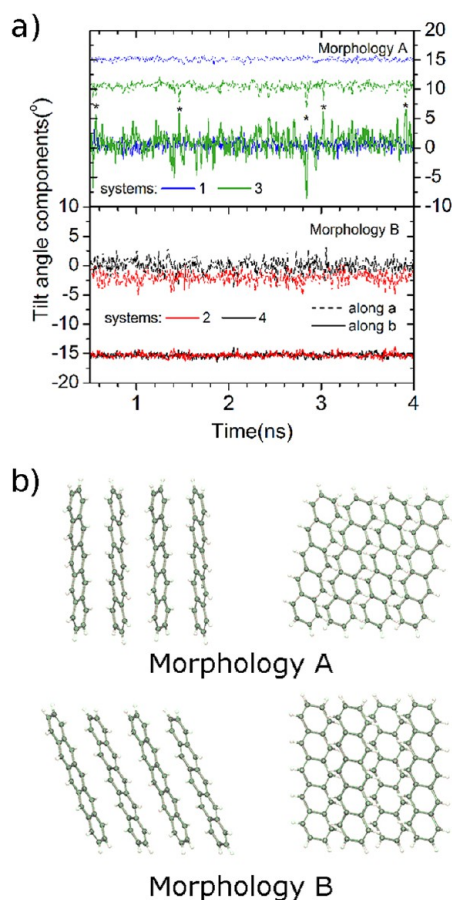 a)
20
15
10
5
0
-5
-10
Morphology A
*
*
*
*
*
systems: 1 3
Tilt angle components(°)
10
5
0
-5
-10
-15
-20
Morphology B
systems: 2 4
along a
along b
1 2 3 4
Time(ns)
b)
Morphology A
Morphology B